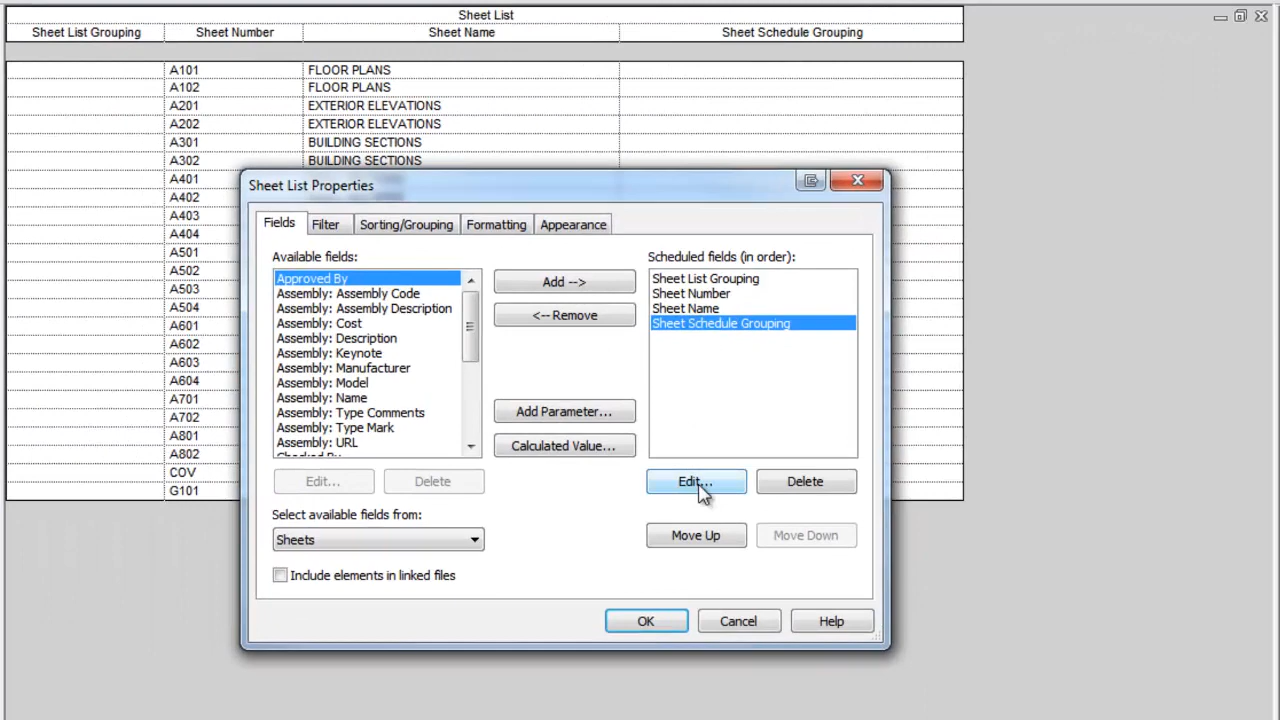 Sheet List
Sheet List Grouping Sheet Number Sheet Name Sheet Schedule Grouping
A101 FLOOR PLANS
A102 FLOOR PLANS
A201 EXTERIOR ELEVATIONS
A202 EXTERIOR ELEVATIONS
A301 BUILDING SECTIONS
A302 BUILDING SECTIONS
A401
A402
A403
A404
A501
A502
A503
A504
A601
A602
A603
A604
A701
A702
A801
A802
COV
G101
Sheet List Properties
Fields Filter Sorting/Grouping Formatting Appearance
Available fields:
Approved By
Assembly: Assembly Code
Assembly: Assembly Description
Assembly: Cost
Assembly: Description
Assembly: Keynote
Assembly: Manufacturer
Assembly: Model
Assembly: Name
Assembly: Type Comments
Assembly: Type Mark
Assembly: URL
Checked By
Edit... Delete
Select available fields from:
Sheets
Include elements in linked files
Add -->
<-- Remove
Add Parameter...
Calculated Value...
Scheduled fields (in order):
Sheet List Grouping
Sheet Number
Sheet Name
Sheet Schedule Grouping
Edit... Delete
Move Up Move Down
OK Cancel Help